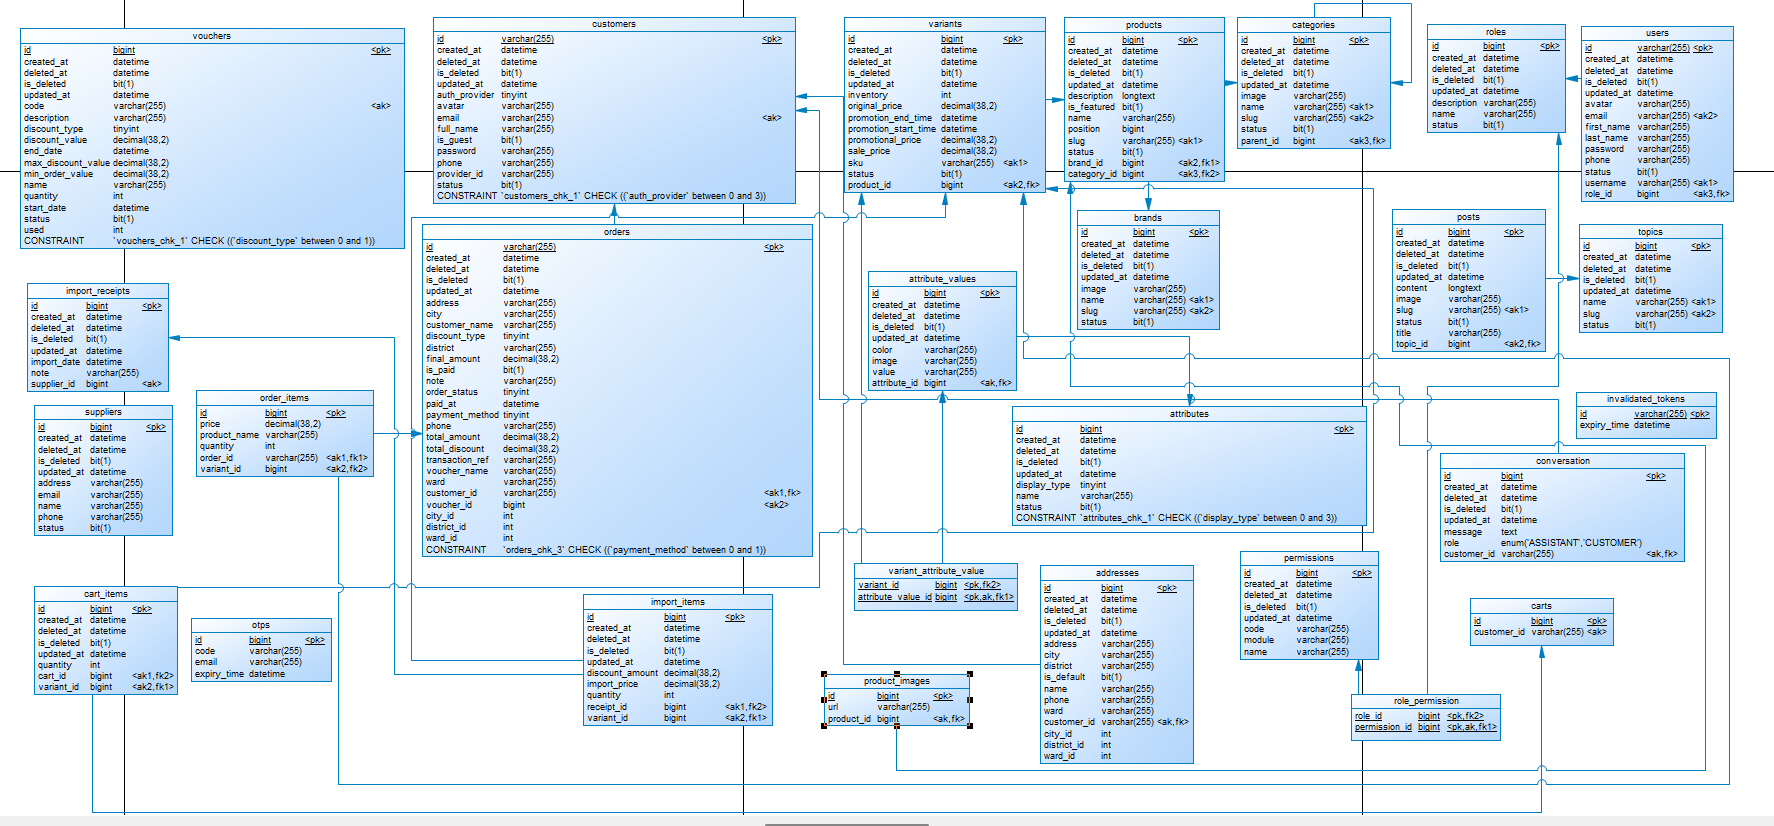 vouchers
id bigint <pk>
created_at datetime
deleted_at datetime
is_deleted bit(1)
updated_at datetime
code varchar(255) <ak>
description varchar(255)
discount_type tinyint
discount_value decimal(38,2)
end_date datetime
max_discount_value decimal(38,2)
min_order_value decimal(38,2)
name varchar(255)
quantity int
start_date datetime
status bit(1)
used int
CONSTRAINT `vouchers_chk_1` CHECK ((`discount_type` between 0 and 1))
customers
id varchar(255) <pk>
created_at datetime
deleted_at datetime
is_deleted bit(1)
updated_at datetime
auth_provider tinyint
avatar varchar(255)
email varchar(255) <ak>
full_name varchar(255)
is_guest bit(1)
password varchar(255)
phone varchar(255)
provider_id varchar(255)
status bit(1)
CONSTRAINT `customers_chk_1` CHECK ((`auth_provider` between 0 and 3))
variants
id bigint <pk>
created_at datetime
deleted_at datetime
is_deleted bit(1)
updated_at datetime
inventory int
original_price decimal(38,2)
promotion_end_time datetime
promotion_start_time datetime
promotional_price decimal(38,2)
sale_price decimal(38,2)
sku varchar(255) <ak1>
status bit(1)
product_id bigint <ak2,fk>
products
id bigint <pk>
created_at datetime
deleted_at datetime
is_deleted bit(1)
updated_at datetime
description longtext
is_featured bit(1)
name varchar(255)
position bigint
slug varchar(255) <ak1>
status bit(1)
brand_id bigint <ak2,fk1>
category_id bigint <ak3,fk2>
categories
id bigint <pk>
created_at datetime
deleted_at datetime
is_deleted bit(1)
updated_at datetime
image varchar(255)
name varchar(255) <ak1>
slug varchar(255) <ak2>
status bit(1)
parent_id bigint <ak3,fk>
roles
id bigint <pk>
created_at datetime
deleted_at datetime
is_deleted bit(1)
updated_at datetime
description varchar(255)
name varchar(255)
status bit(1)
users
id varchar(255) <pk>
created_at datetime
deleted_at datetime
is_deleted bit(1)
updated_at datetime
avatar varchar(255)
email varchar(255) <ak2>
first_name varchar(255)
last_name varchar(255)
password varchar(255)
phone varchar(255)
status bit(1)
username varchar(255) <ak1>
role_id bigint <ak3,fk>
import_receipts
id bigint <pk>
created_at datetime
deleted_at datetime
is_deleted bit(1)
updated_at datetime
import_date datetime
note varchar(255)
supplier_id bigint <ak>
orders
id varchar(255) <pk>
created_at datetime
deleted_at datetime
is_deleted bit(1)
updated_at datetime
address varchar(255)
city varchar(255)
customer_name varchar(255)
discount_type tinyint
district varchar(255)
final_amount decimal(38,2)
is_paid bit(1)
note varchar(255)
order_status tinyint
paid_at datetime
payment_method tinyint
phone varchar(255)
total_amount decimal(38,2)
total_discount decimal(38,2)
transaction_ref varchar(255)
voucher_name varchar(255)
ward varchar(255)
customer_id varchar(255) <ak1,fk>
voucher_id bigint <ak2>
city_id int
district_id int
ward_id int
CONSTRAINT `orders_chk_3` CHECK ((`payment_method` between 0 and 1))
brands
id bigint <pk>
created_at datetime
deleted_at datetime
is_deleted bit(1)
updated_at datetime
image varchar(255)
name varchar(255) <ak1>
slug varchar(255) <ak2>
status bit(1)
posts
id bigint <pk>
created_at datetime
deleted_at datetime
is_deleted bit(1)
updated_at datetime
content longtext
image varchar(255)
slug varchar(255) <ak1>
status bit(1)
title varchar(255)
topic_id bigint <ak2,fk>
topics
id bigint <pk>
created_at datetime
deleted_at datetime
is_deleted bit(1)
updated_at datetime
name varchar(255) <ak1>
slug varchar(255) <ak2>
status bit(1)
attribute_values
id bigint <pk>
created_at datetime
deleted_at datetime
is_deleted bit(1)
updated_at datetime
color varchar(255)
image varchar(255)
value varchar(255)
attribute_id bigint <ak,fk>
order_items
id bigint <pk>
price decimal(38,2)
product_name varchar(255)
quantity int
order_id varchar(255) <ak1,fk1>
variant_id bigint <ak2,fk2>
suppliers
id bigint <pk>
created_at datetime
deleted_at datetime
is_deleted bit(1)
updated_at datetime
address varchar(255)
email varchar(255)
name varchar(255)
phone varchar(255)
status bit(1)
attributes
id bigint <pk>
created_at datetime
deleted_at datetime
is_deleted bit(1)
updated_at datetime
display_type tinyint
name varchar(255)
status bit(1)
CONSTRAINT `attributes_chk_1` CHECK ((`display_type` between 0 and 3))
invalidated_tokens
id varchar(255) <pk>
expiry_time datetime
conversation
id bigint <pk>
created_at datetime
deleted_at datetime
is_deleted bit(1)
updated_at datetime
message text
role enum('ASSISTANT','CUSTOMER')
customer_id varchar(255) <ak,fk>
cart_items
id bigint <pk>
created_at datetime
deleted_at datetime
is_deleted bit(1)
updated_at datetime
quantity int
cart_id bigint <ak1,fk2>
variant_id bigint <ak2,fk1>
otps
id bigint <pk>
code varchar(255)
email varchar(255)
expiry_time datetime
import_items
id bigint <pk>
created_at datetime
deleted_at datetime
is_deleted bit(1)
updated_at datetime
discount_amount decimal(38,2)
import_price decimal(38,2)
quantity int
receipt_id bigint <ak1,fk2>
variant_id bigint <ak2,fk1>
variant_attribute_value
variant_id bigint <pk,fk2>
attribute_value_id bigint <pk,ak,fk1>
product_images
id bigint <pk>
url varchar(255)
product_id bigint <ak,fk>
addresses
id bigint <pk>
created_at datetime
deleted_at datetime
is_deleted bit(1)
updated_at datetime
address varchar(255)
city varchar(255)
district varchar(255)
is_default bit(1)
name varchar(255)
phone varchar(255)
ward varchar(255)
customer_id varchar(255) <ak,fk>
city_id int
district_id int
ward_id int
permissions
id bigint <pk>
created_at datetime
deleted_at datetime
is_deleted bit(1)
updated_at datetime
code varchar(255)
module varchar(255)
name varchar(255)
carts
id bigint <pk>
customer_id varchar(255) <ak>
role_permission
role_id bigint <pk,fk2>
permission_id bigint <pk,ak,fk1>